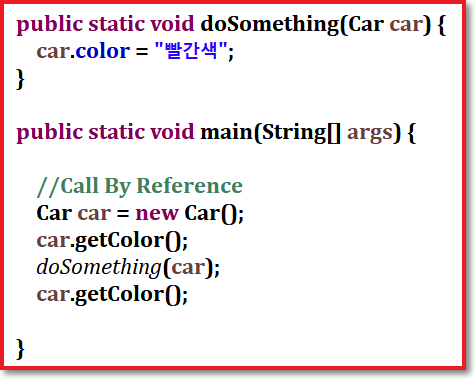 public static void doSomething(Car car) {
car.color = "빨간색";
}
public static void main(String[] args) {
//Call By Reference
Car car = new Car();
car.getColor();
doSomething(car);
car.getColor();
}